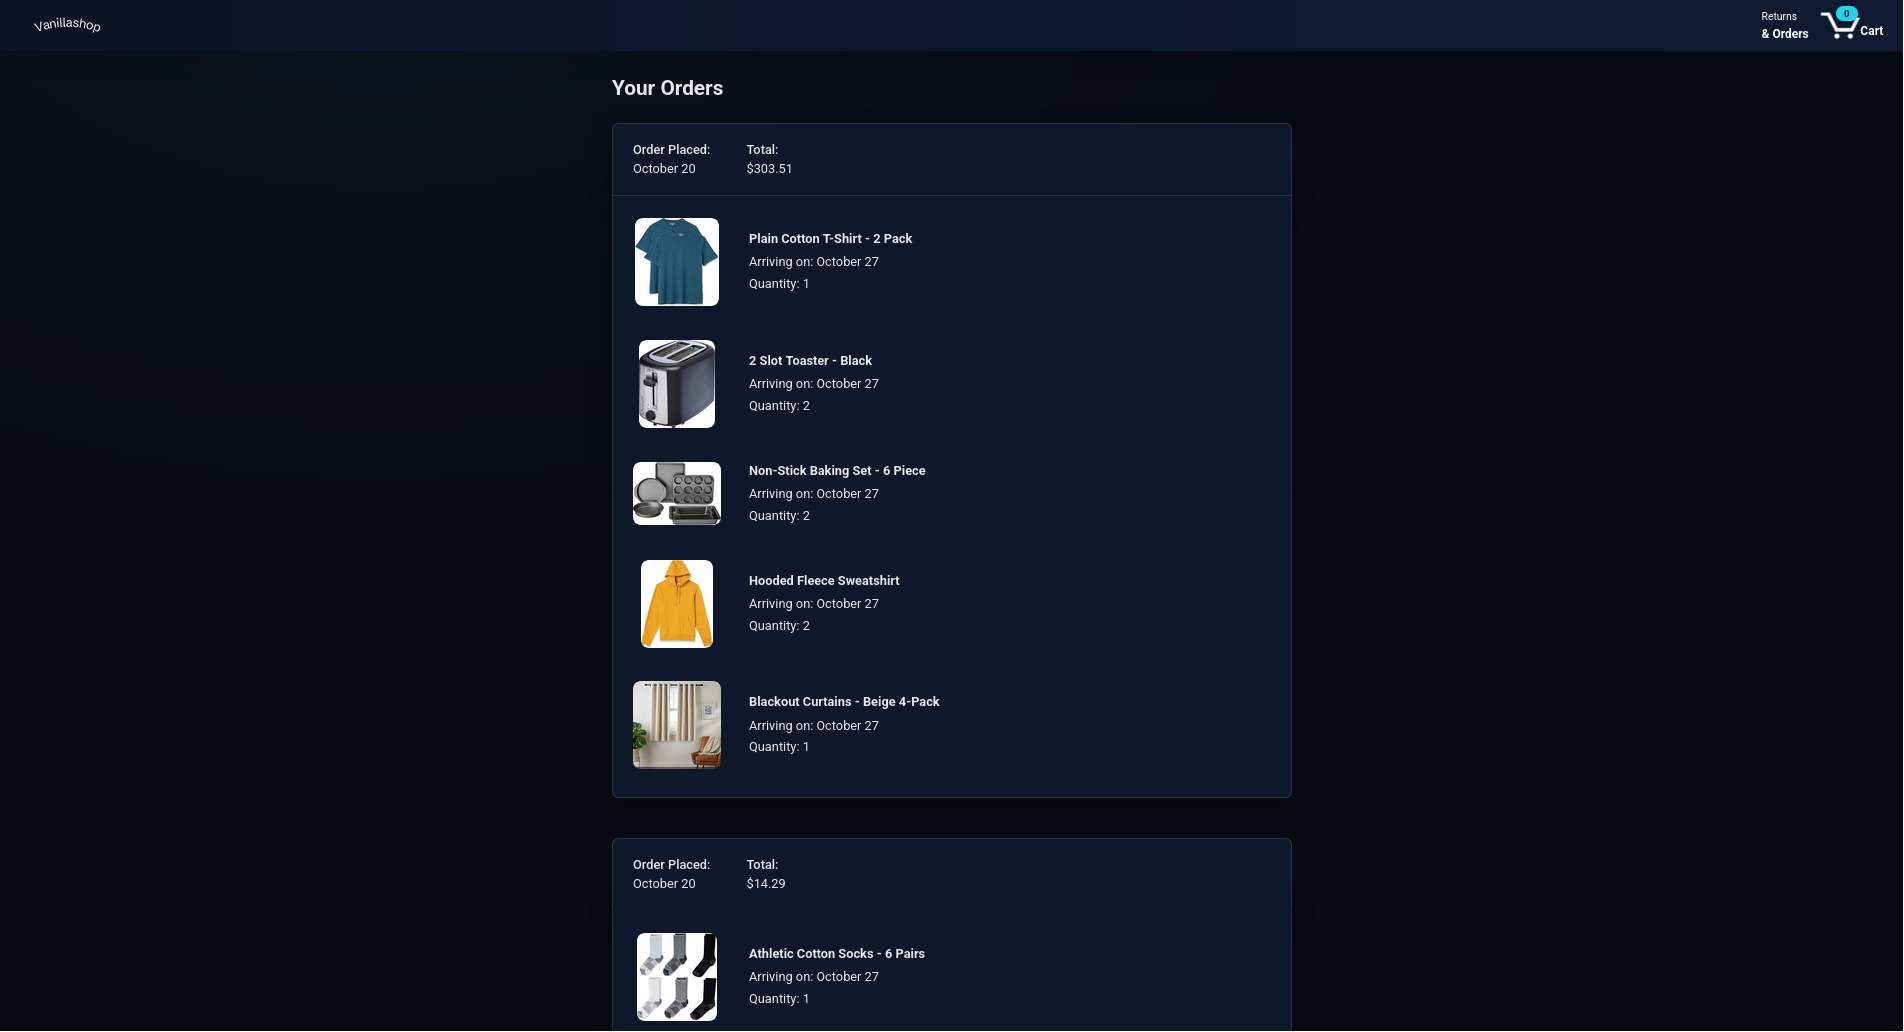 Vanillashop
Returns
& Orders
0
Cart
Your Orders
Order Placed:
October 20
Total:
$303.51
Plain Cotton T-Shirt - 2 Pack
Arriving on: October 27
Quantity: 1
2 Slot Toaster - Black
Arriving on: October 27
Quantity: 2
Non-Stick Baking Set - 6 Piece
Arriving on: October 27
Quantity: 2
Hooded Fleece Sweatshirt
Arriving on: October 27
Quantity: 2
Blackout Curtains - Beige 4-Pack
Arriving on: October 27
Quantity: 1
Order Placed:
October 20
Total:
$14.29
Athletic Cotton Socks - 6 Pairs
Arriving on: October 27
Quantity: 1